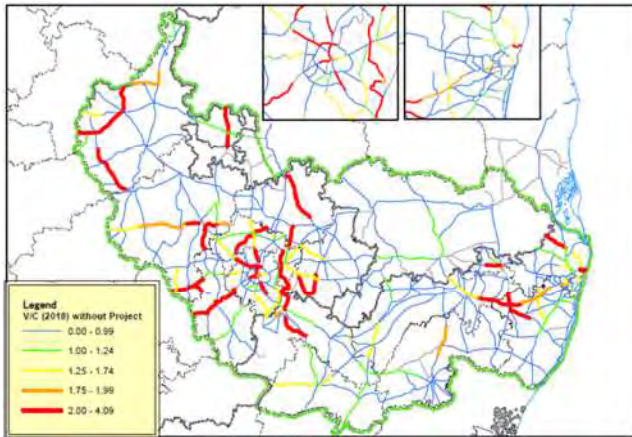 Legend
V/C (2018) without Project
0.00 - 0.99
1.00 - 1.24
1.25 - 1.74
1.75 - 1.99
2.00 - 4.09